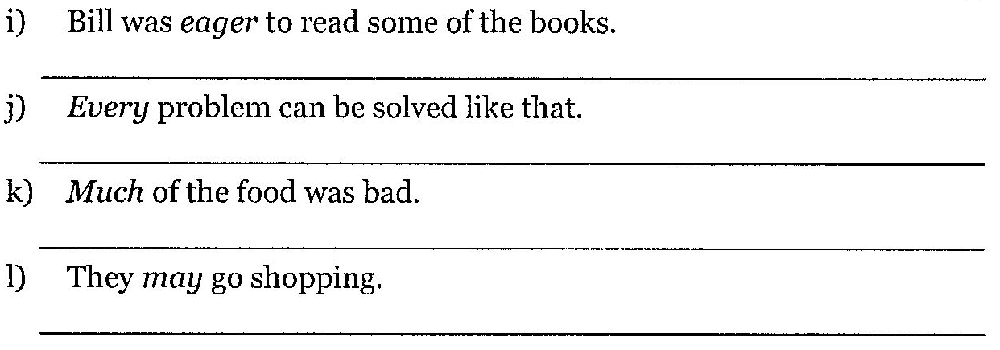 i) Bill was eager to read some of the books.
j) Every problem can be solved like that.
k) Much of the food was bad.
l) They may go shopping.